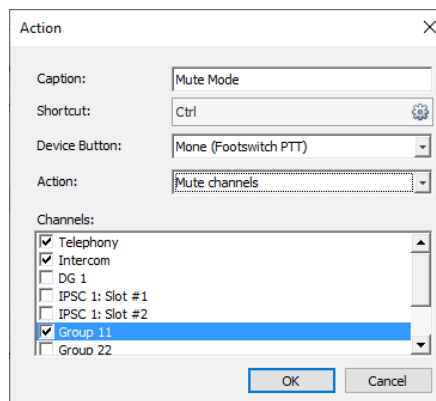 Action
Caption:
Mute Mode
Shortcut:
Ctrl
Device Button:
Mone (Footswitch PTT)
Action:
Mute channels
Channels:
Telephony
Intercom
DG 1
IPSC 1: Slot #1
IPSC 1: Slot #2
Group 11
Group 22
OK
Cancel